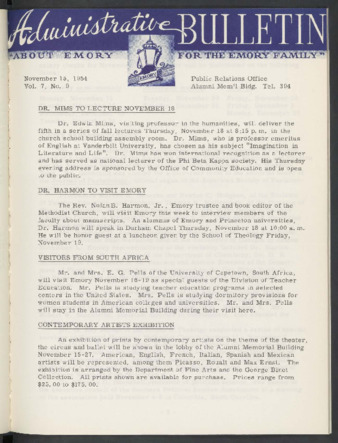 Administrative BULLETIN
"ABOUT EMORY FOR THE EMORY FAMILY"
EMORY
November 16, 1954 Public Relations Office
Vol. 7, No. 9 Alumni Mem'l Bldg. Tel. 394
DR. MIMS TO LECTURE NOVEMBER 18
Dr. Edwin Mims, visiting professor in the humanities, will deliver the
fifth in a series of fall lectures Thursday, November 18 at 8:15 p.m. in the
church school building assembly room. Dr. Mims, who is professor emeritus
of English at Vanderbilt University, has chosen as his subject "Imagination in
Literature and Life". Dr. Mims has won international recognition as a lecturer
and has served as national lecturer of the Phi Beta Kappa society. His Thursday
evening address is sponsored by the Office of Community Education and is open
to the public.
DR. HARMON TO VISIT EMORY
The Rev. Nolan B. Harmon, Jr., Emory trustee and book editor of the
Methodist Church, will visit Emory this week to interview members of the
faculty about manuscripts. An alumnus of Emory and Princeton universities,
Dr. Harmon will speak in Durham Chapel Thursday, November 18 at 10:00 a.m.
He will be honor guest at a luncheon given by the School of Theology Friday,
November 19.
VISITORS FROM SOUTH AFRICA
Mr. and Mrs. E. G. Pells of the University of Capetown, South Africa,
will visit Emory November 18-19 as special guests of the Division of Teacher
Education. Mr. Pells is studying teacher education programs in selected
centers in the United States. Mrs. Pells is studying dormitory provisions for
women students in American colleges and universities. Mr. and Mrs. Pells
will stay in the Alumni Memorial Building during their visit here.
CONTEMPORARY ARTISTS EXHIBITION
An exhibition of prints by contemporary artists on the theme of the theater,
the circus and ballet will be shown in the lobby of the Alumni Memorial Building
November 15-27. American, English, French, Italian, Spanish and Mexican
artists will be represented, among them Picasso, Rouall and Max Ernst. The
exhibition is arranged by the Department of Fine Arts and the George Binet
Collection. All prints shown are available for purchase. Prices range from
$25.00 to $175.00.